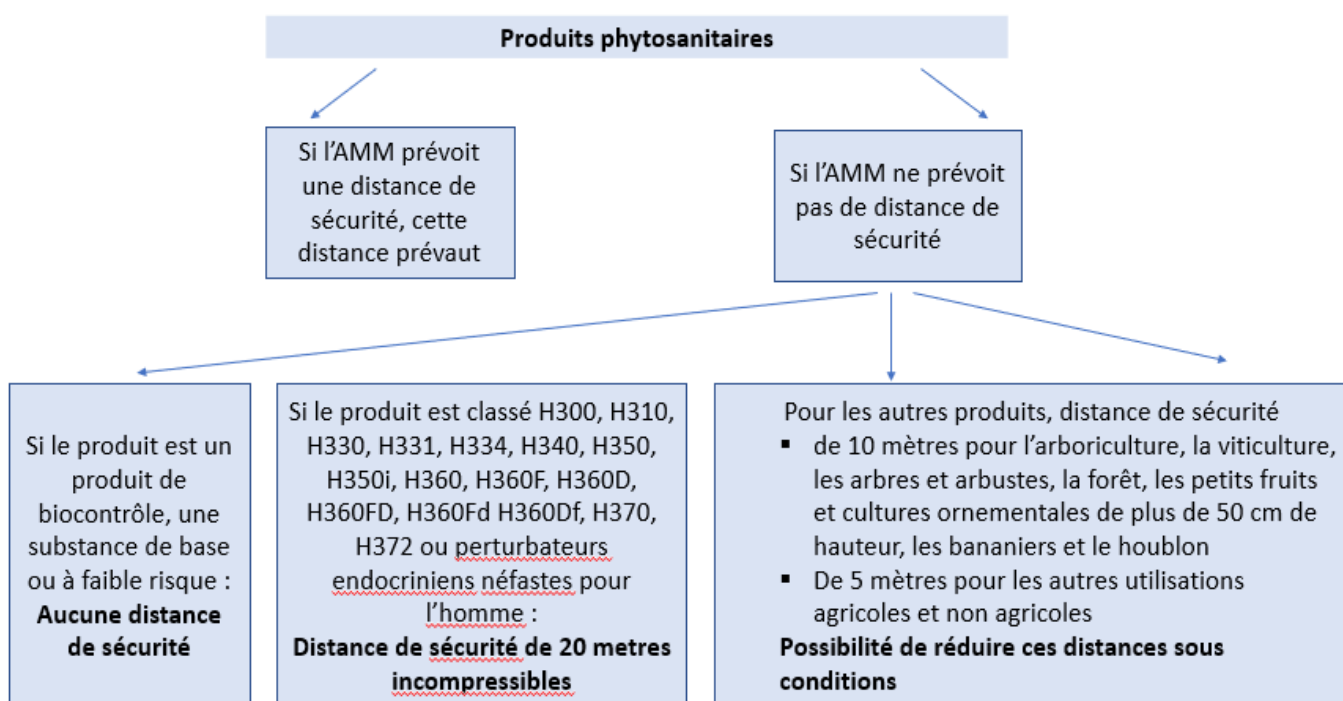 Produits phytosanitaires
Si l’AMM prévoit
une distance de
sécurité, cette
distance prévaut
Si l’AMM ne prévoit
pas de distance de
sécurité
Si le produit est un
produit de
biocontrôle, une
substance de base
ou à faible risque :
Aucune distance
de sécurité
Si le produit est classé H300, H310,
H330, H331, H334, H340, H350,
H350i, H360, H360F, H360D,
H360FD, H360Fd H360Df, H370,
H372 ou perturbateurs
endocriniens néfastes pour
l’homme :
Distance de sécurité de 20 metres
incompressibles
Pour les autres produits, distance de sécurité
▪ de 10 mètres pour l’arboriculture, la viticulture,
les arbres et arbustes, la forêt, les petits fruits
et cultures ornementales de plus de 50 cm de
hauteur, les bananiers et le houblon
▪ De 5 mètres pour les autres utilisations
agricoles et non agricoles
Possibilité de réduire ces distances sous
conditions